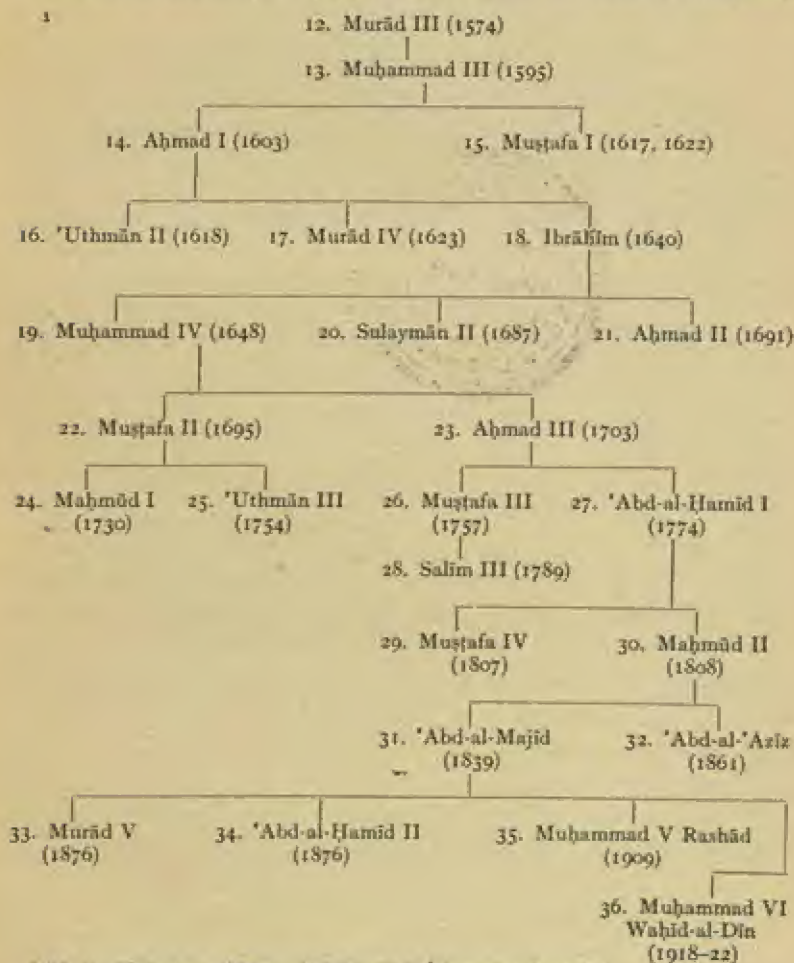 1
12. Murād III (1574)
13. Muḥammad III (1595)
14. Aḥmad I (1603) 15. Muṣṭafa I (1617, 1622)
16. 'Uthmān II (1618) 17. Murād IV (1623) 18. Ibrāhīm (1640)
19. Muḥammad IV (1648) 20. Sulaymān II (1687) 21. Aḥmad II (1691)
22. Muṣṭafa II (1695) 23. Aḥmad III (1703)
24. Maḥmūd I 25. 'Uthmān III 26. Muṣṭafa III 27. 'Abd-al-Ḥamīd I
(1730) (1754) (1757) (1774)
28. Salīm III (1789)
29. Muṣṭafa IV 30. Maḥmūd II
(1807) (1808)
31. 'Abd-al-Majīd 32. 'Abd-al-'Azīz
(1839) (1861)
33. Murād V 34. 'Abd-al-Ḥamīd II 35. Muḥammad V Rashād
(1876) (1876) (1909)
36. Muḥammad VI
Waḥīd-al-Dīn
(1918–22)